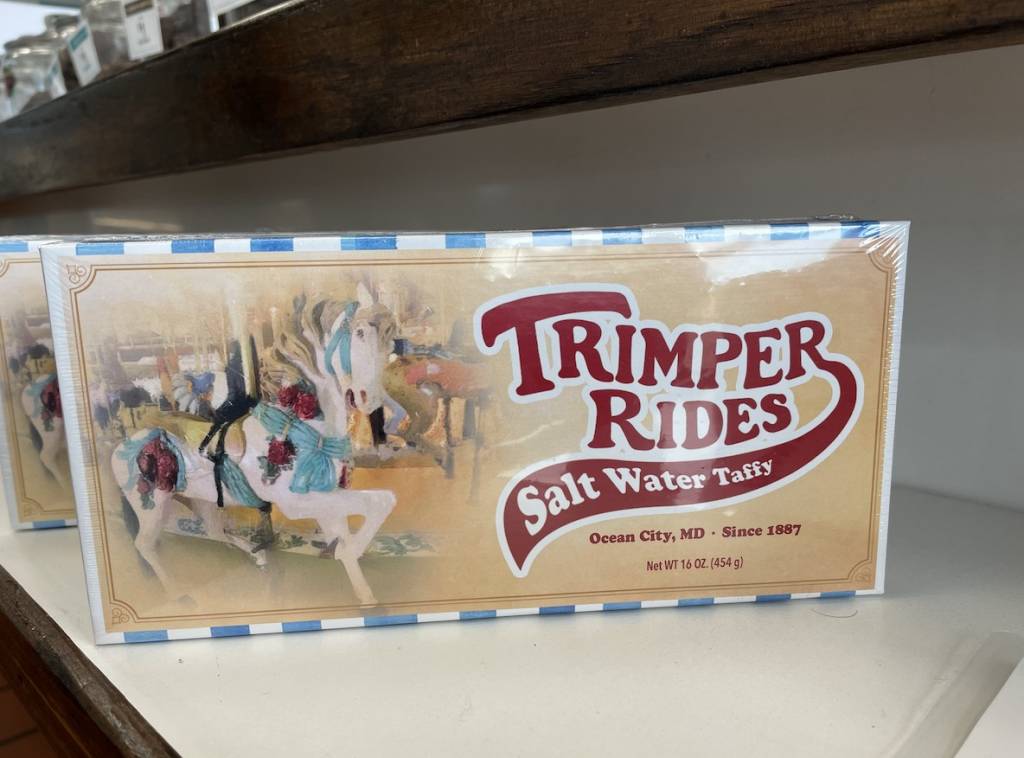 TRIMPER
RIDES
Salt Water Taffy
Ocean City, MD · Since 1887
Net WT 16 OZ. (454 g)